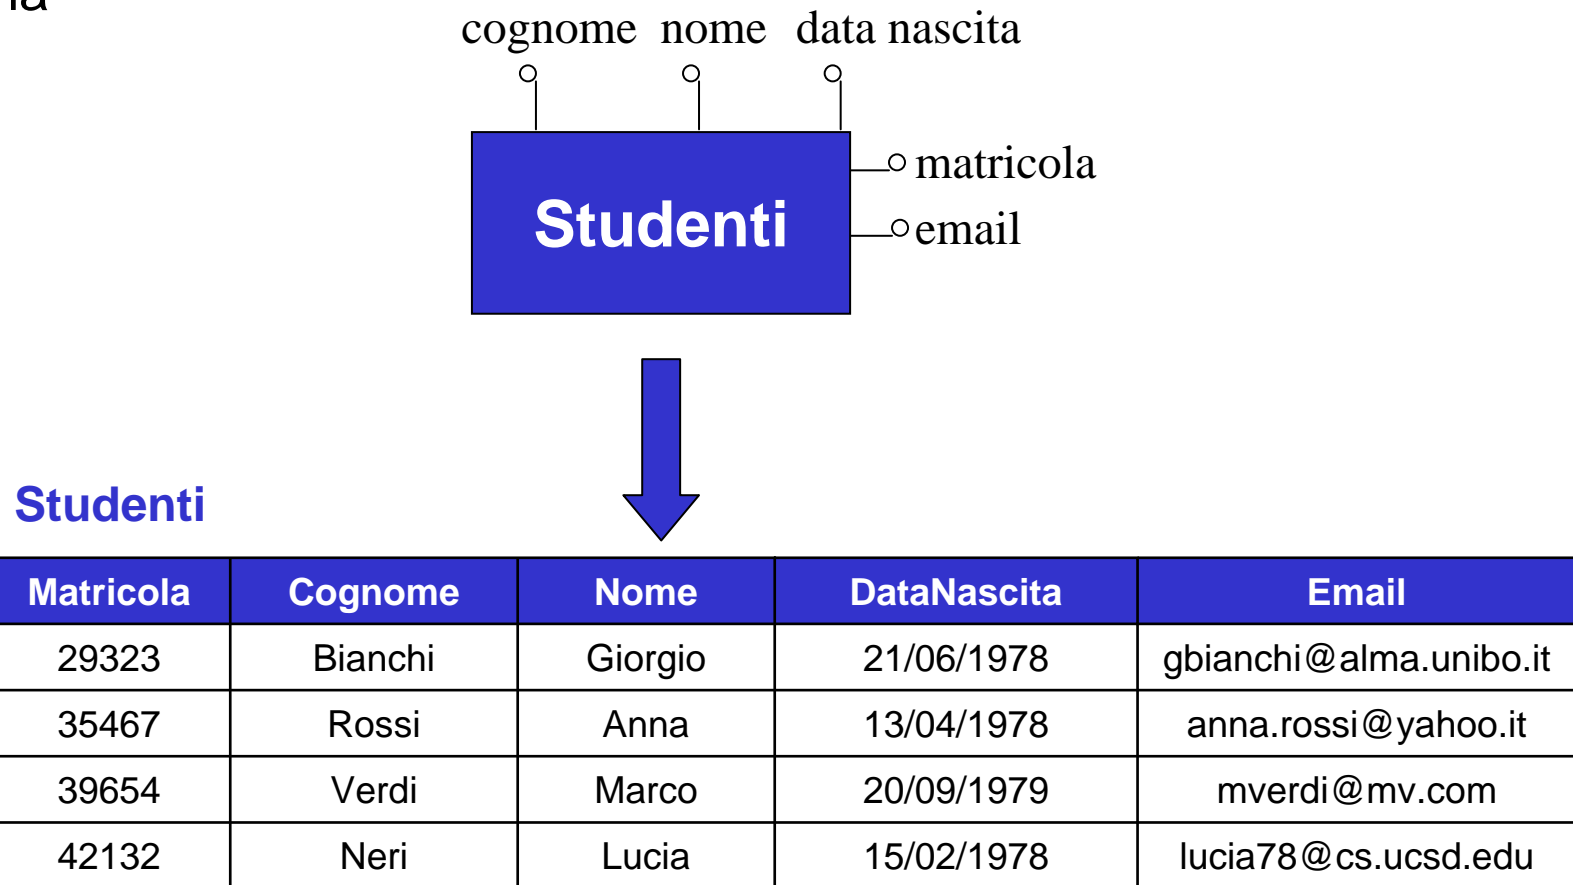 cognome nome data nascita
matricola
Studenti
email
Studenti
Matricola Cognome Nome DataNascita Email
29323 Bianchi Giorgio 21/06/1978 gbianchi@alma.unibo.it
35467 Rossi Anna 13/04/1978 anna.rossi@yahoo.it
39654 Verdi Marco 20/09/1979 mverdi@mv.com
42132 Neri Lucia 15/02/1978 lucia78@cs.ucsd.edu